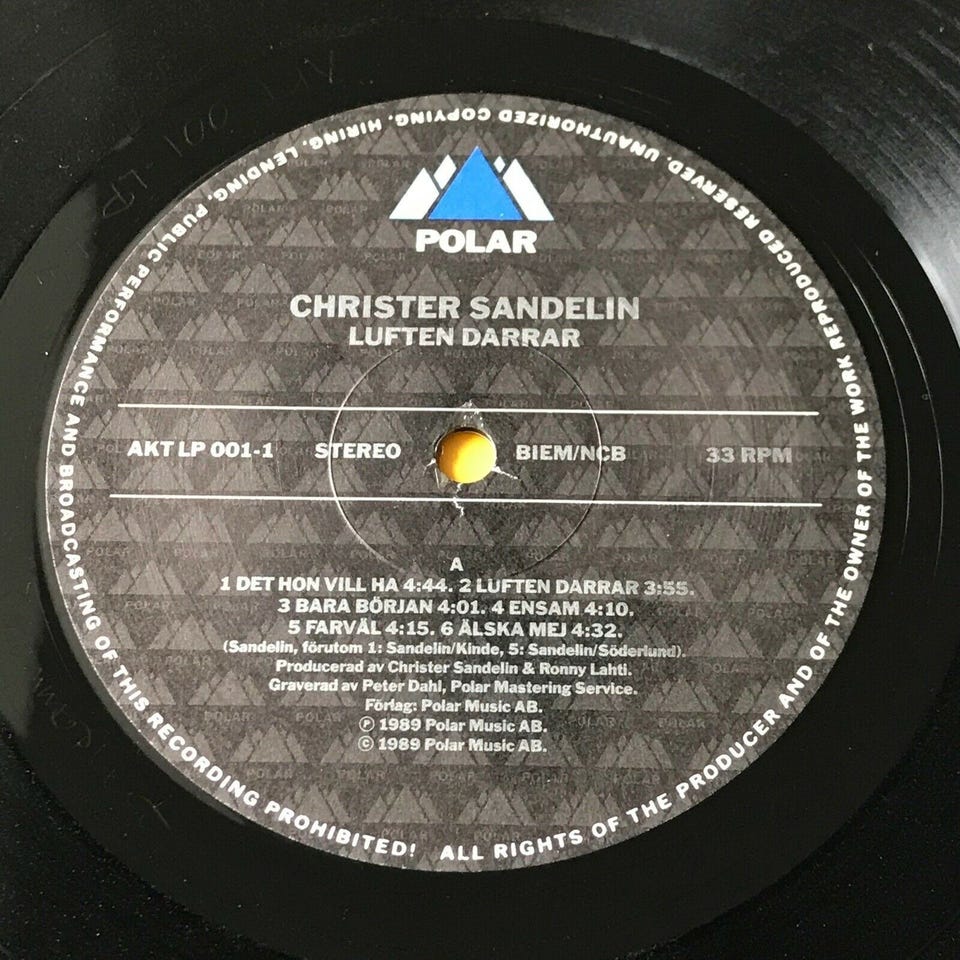 POLAR
CHRISTER SANDELIN
LUFTEN DARRAR
AKT LP 001-1 STEREO BIEM/NCB 33 RPM
A
1 DET HON VILL HA 4:44. 2 LUFTEN DARRAR 3:55.
3 BARA BÖRJAN 4:01. 4 ENSAM 4:10.
5 FARVÄL 4:15. 6 ÄLSKA MEJ 4:32.
(Sandelin, förutom 1: Sandelin/Kinde, 5: Sandelin/Söderlund).
Producerad av Christer Sandelin & Ronny Lahti.
Graverad av Peter Dahl, Polar Mastering Service.
Förlag: Polar Music AB.
Ⓟ 1989 Polar Music AB.
© 1989 Polar Music AB.
ALL RIGHTS OF THE PRODUCER AND OF THE OWNER OF THE WORK REPRODUCED RESERVED. UNAUTHORIZED COPYING, HIRING, LENDING, PUBLIC PERFORMANCE AND BROADCASTING OF THIS RECORDING PROHIBITED!